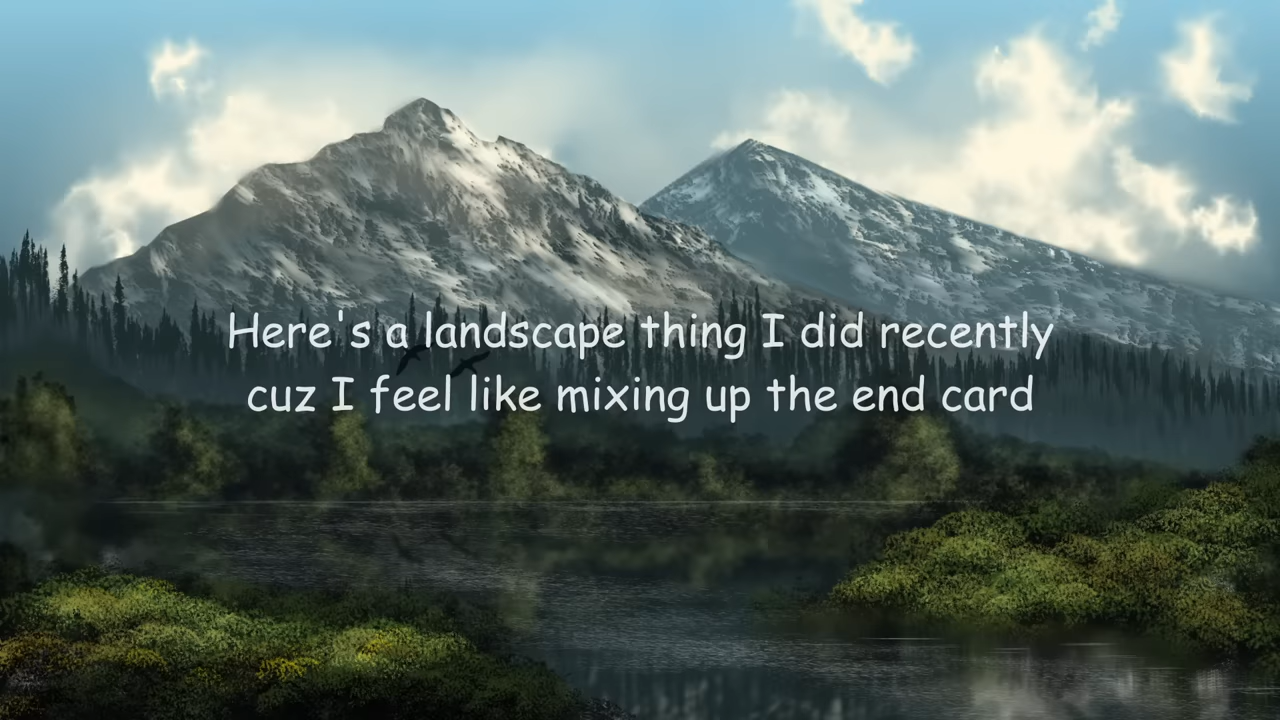 Here's a landscape thing I did recently
cuz I feel like mixing up the end card